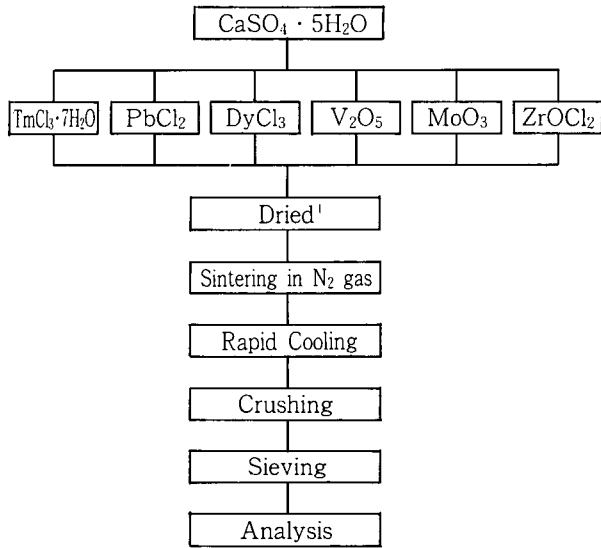 CaSO₄ · 5H₂O
TmCl₃·7H₂O PbCl₂ DyCl₃ V₂O₅ MoO₃ ZrOCl₂
Dried'
Sintering in N₂ gas
Rapid Cooling
Crushing
Sieving
Analysis